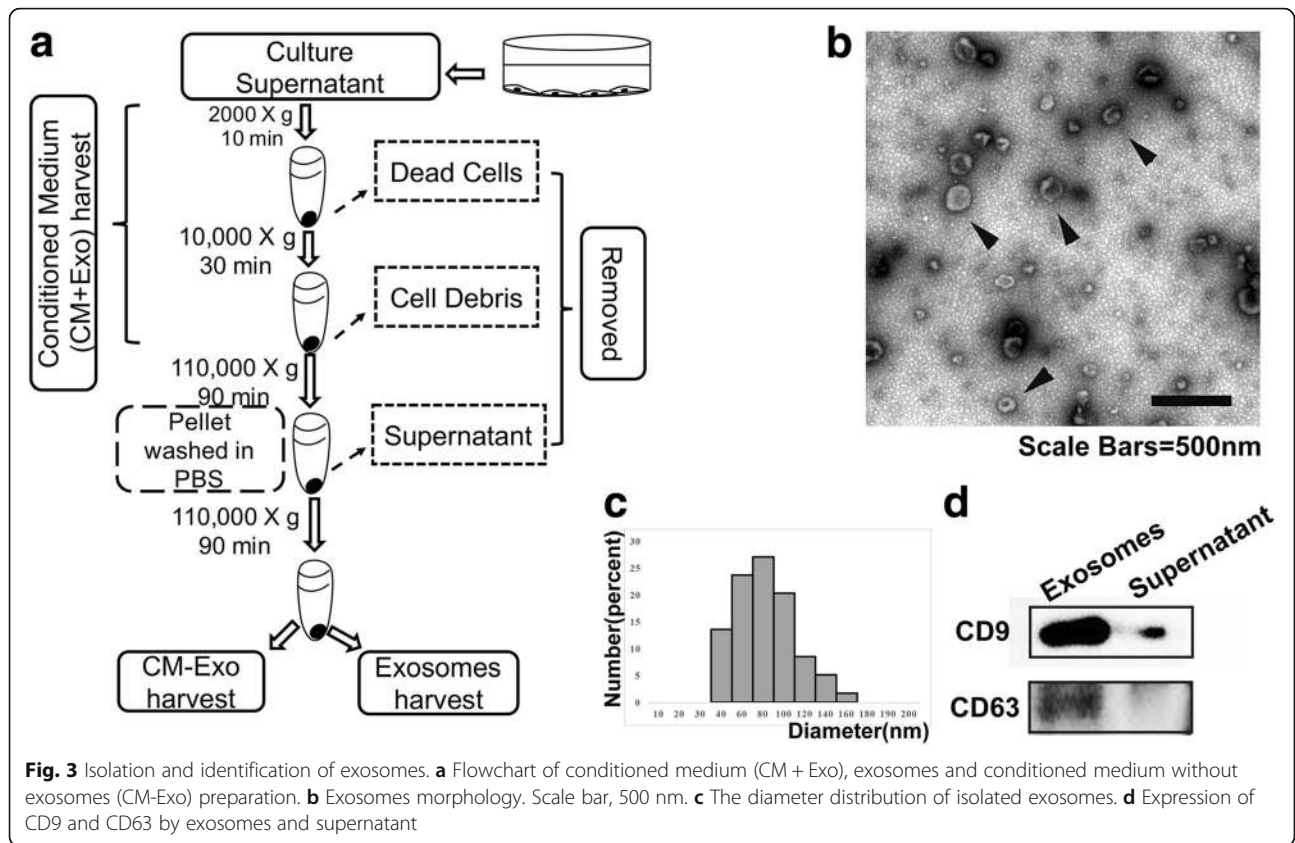 a
Culture
Supernatant
2000 X g
10 min
Conditioned Medium
(CM+Exo) harvest
Dead Cells
10,000 X g
30 min
Cell Debris
Removed
110,000 X g
90 min
Pellet
washed in
PBS
Supernatant
110,000 X g
90 min
CM-Exo
harvest
Exosomes
harvest
b
Scale Bars=500nm
c
Number(percent)
30
25
20
15
10
5
0
10 20 30 40 60 80 100 120 140 160 180 190 200
Diameter(nm)
d
Exosomes
Supernatant
CD9
CD63
Fig. 3 Isolation and identification of exosomes. a Flowchart of conditioned medium (CM + Exo), exosomes and conditioned medium without
exosomes (CM-Exo) preparation. b Exosomes morphology. Scale bar, 500 nm. c The diameter distribution of isolated exosomes. d Expression of
CD9 and CD63 by exosomes and supernatant